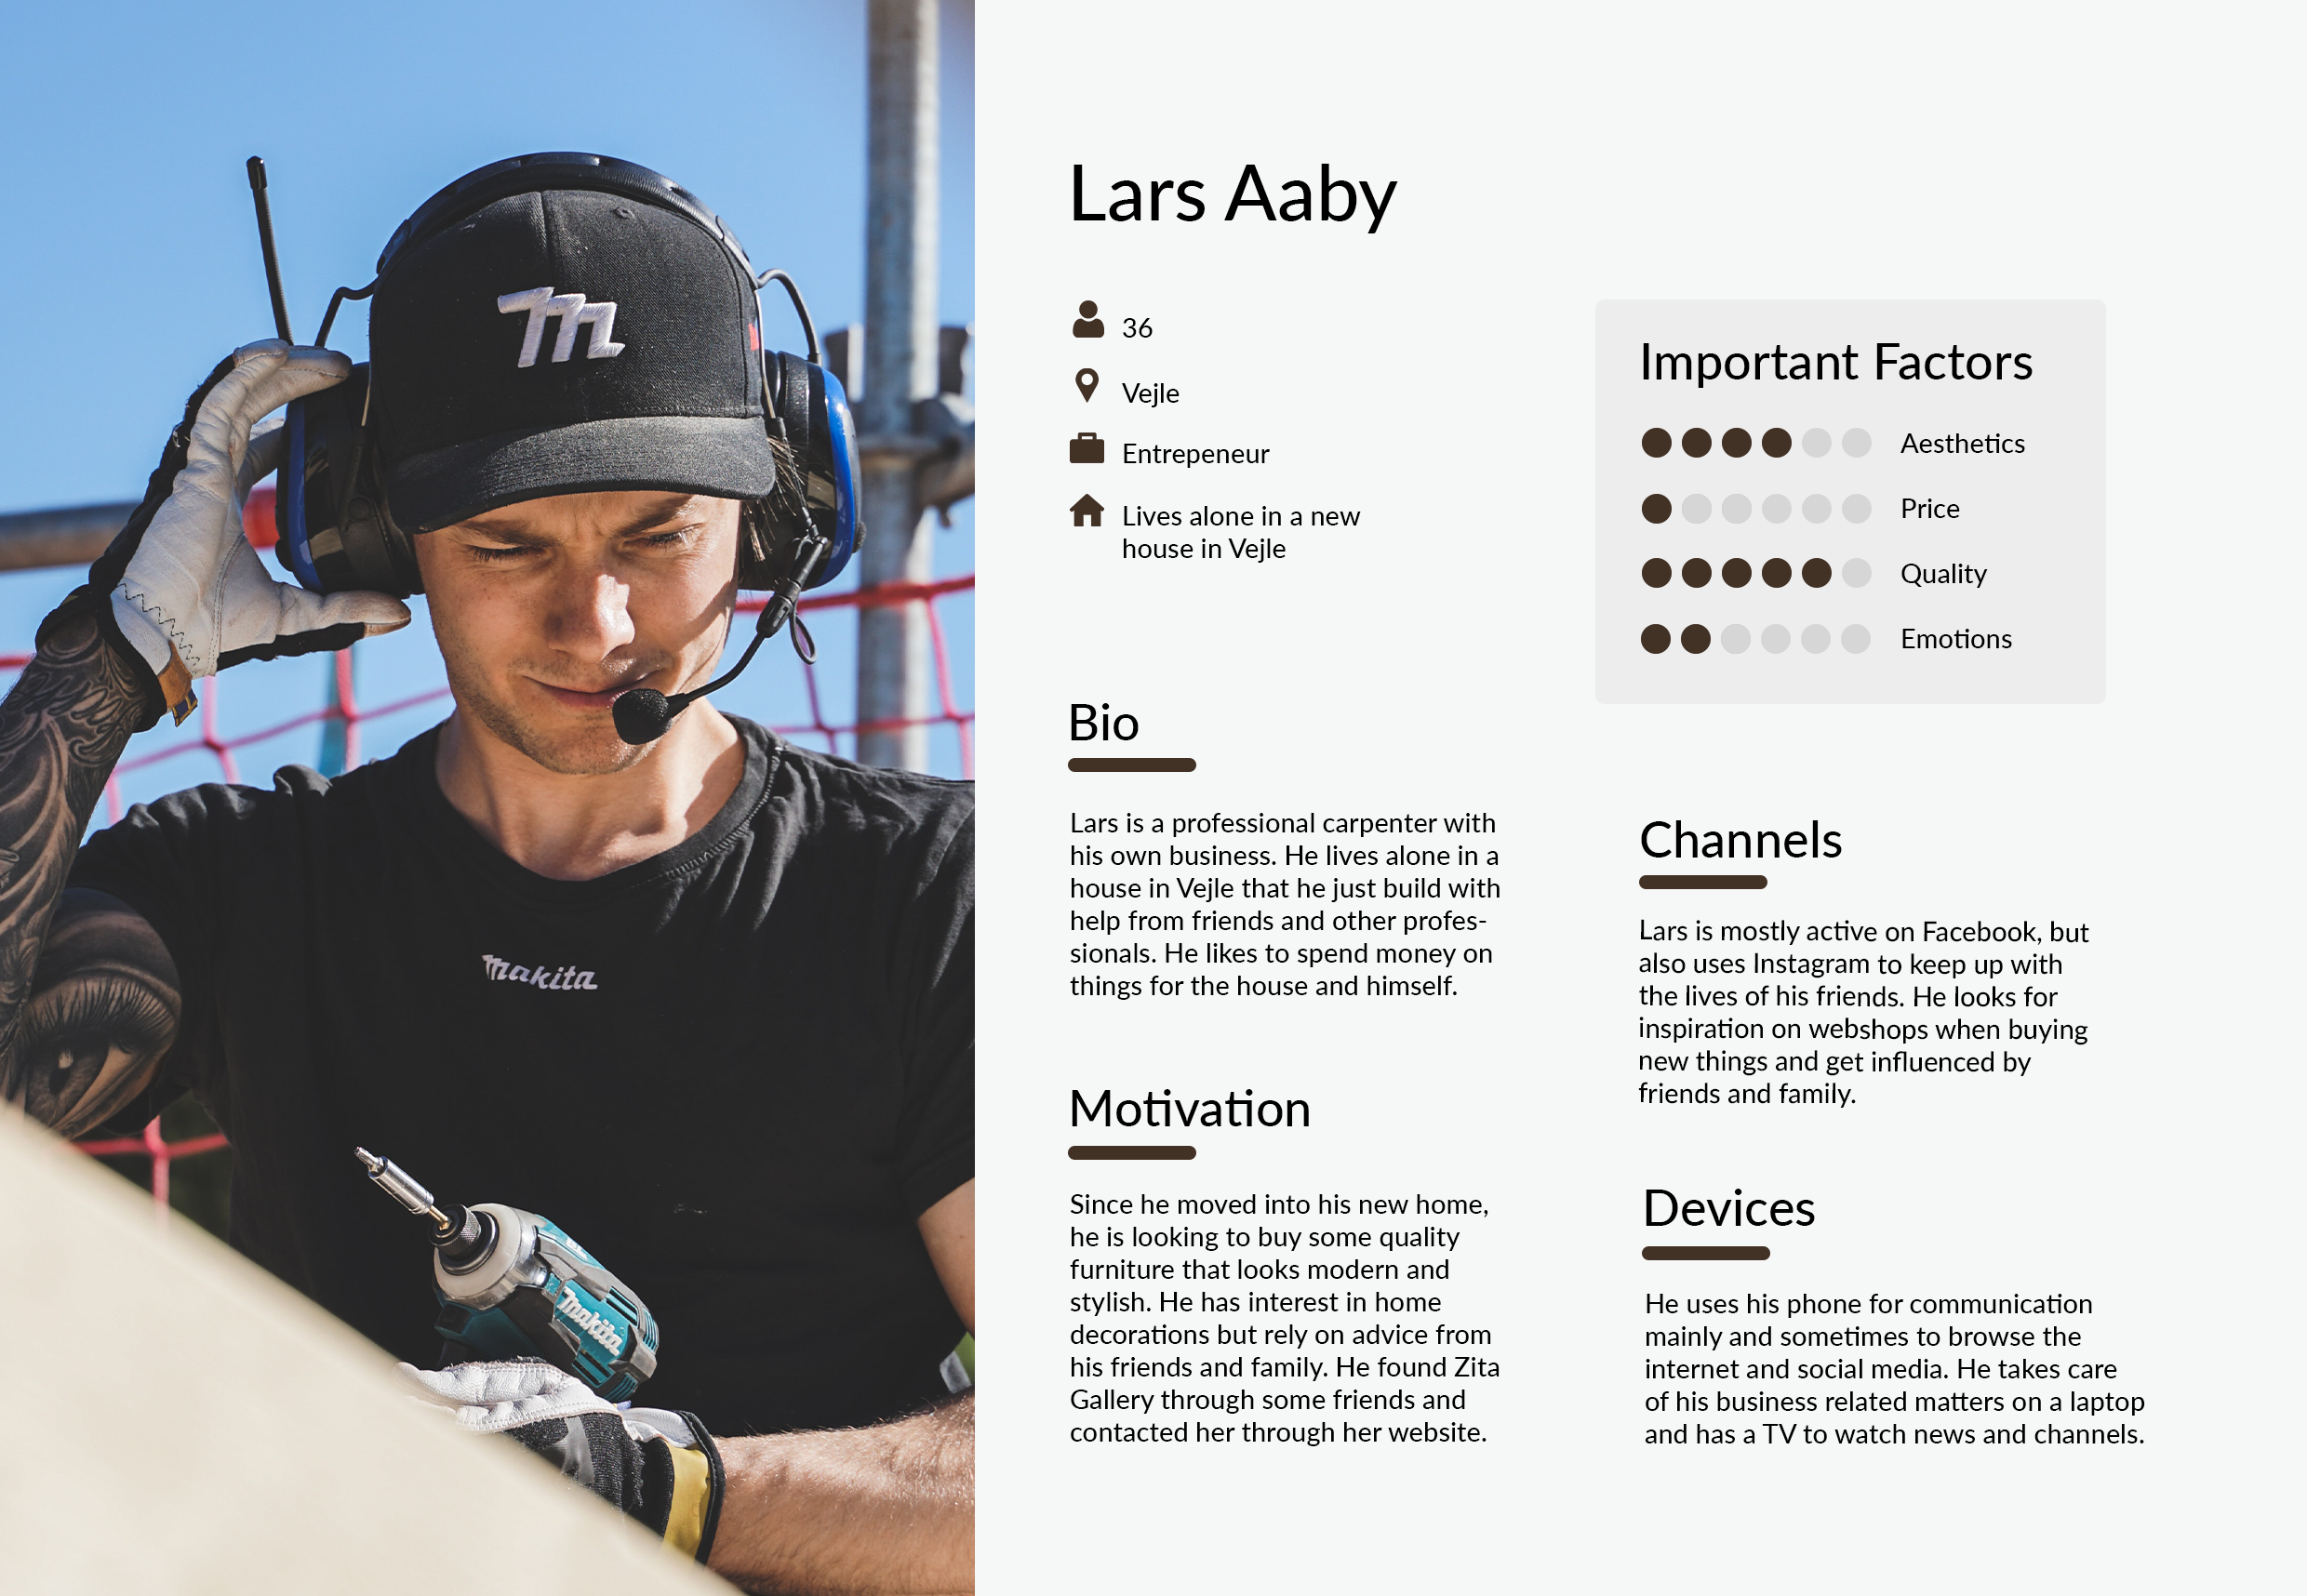 m
makita
makita
Lars Aaby
36
Vejle
Entrepeneur
Lives alone in a new
house in Vejle
Important Factors
Aesthetics
Price
Quality
Emotions
Bio
Lars is a professional carpenter with
his own business. He lives alone in a
house in Vejle that he just build with
help from friends and other profes-
sionals. He likes to spend money on
things for the house and himself.
Motivation
Since he moved into his new home,
he is looking to buy some quality
furniture that looks modern and
stylish. He has interest in home
decorations but rely on advice from
his friends and family. He found Zita
Gallery through some friends and
contacted her through her website.
Channels
Lars is mostly active on Facebook, but
also uses Instagram to keep up with
the lives of his friends. He looks for
inspiration on webshops when buying
new things and get influenced by
friends and family.
Devices
He uses his phone for communication
mainly and sometimes to browse the
internet and social media. He takes care
of his business related matters on a laptop
and has a TV to watch news and channels.